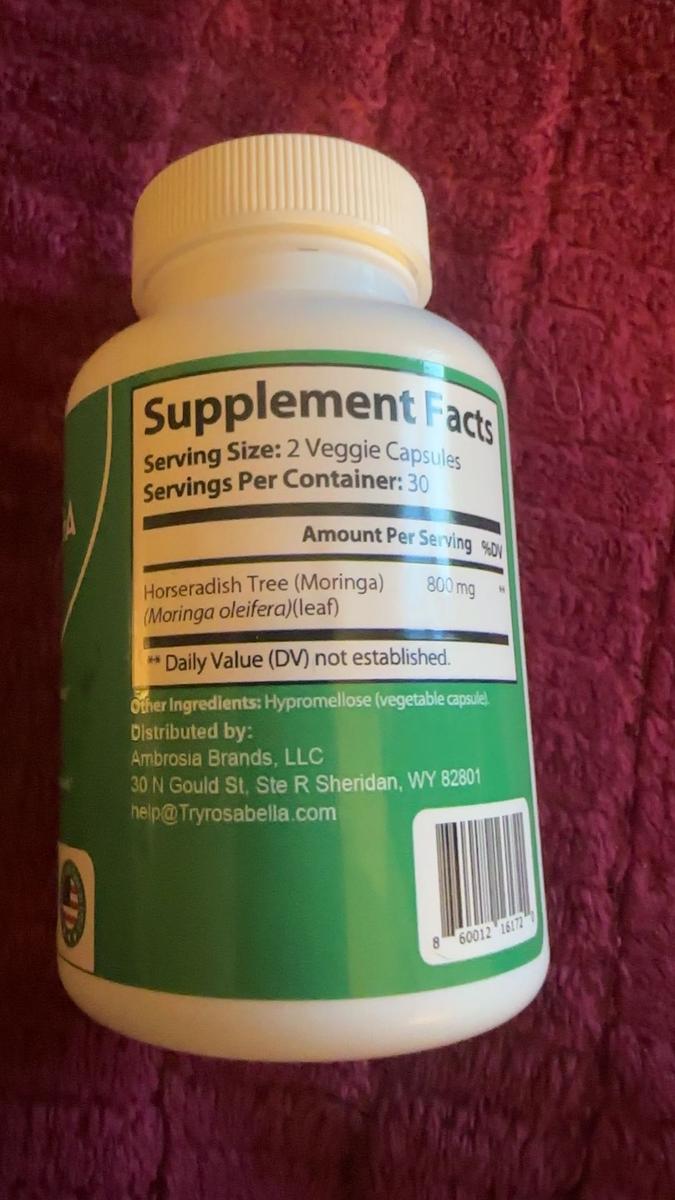 Supplement Facts
Serving Size: 2 Veggie Capsules
Servings Per Container: 30
Amount Per Serving %DV
Horseradish Tree (Moringa) 800 mg **
(Moringa oleifera)(leaf)
** Daily Value (DV) not established.
Other Ingredients: Hypromellose (vegetable capsule).
Distributed by:
Ambrosia Brands, LLC
30 N Gould St, Ste R Sheridan, WY 82801
help@Tryrosabella.com
8 60012 16172 0